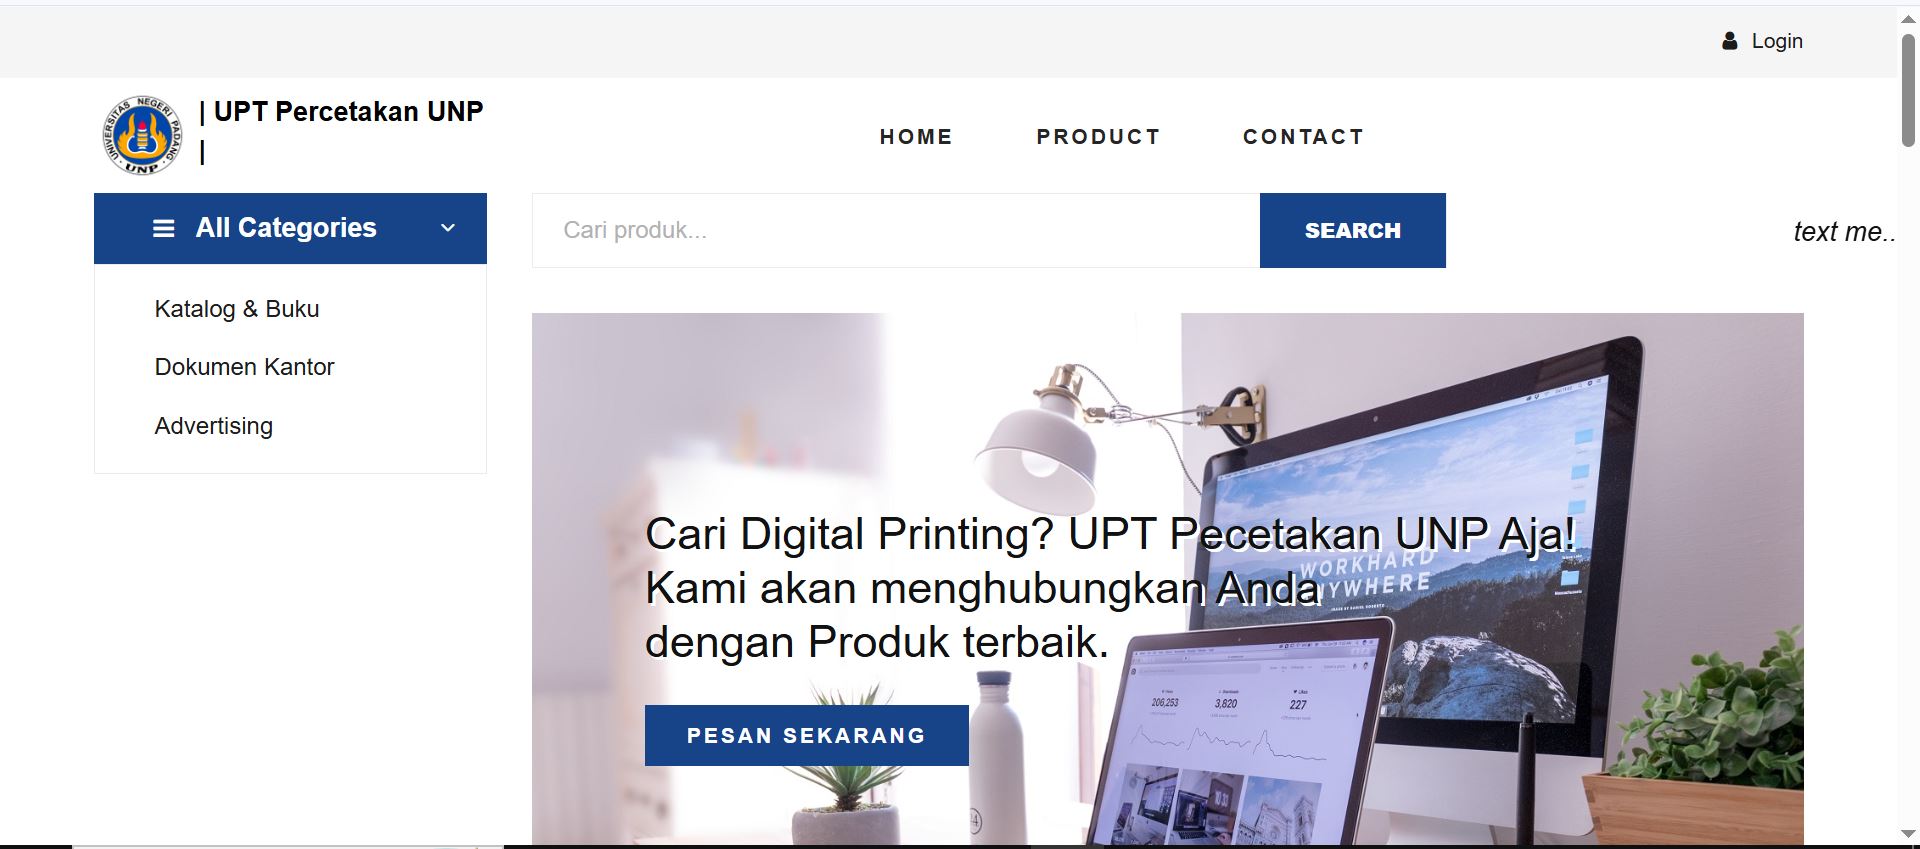 Login
UNIVERSITAS NEGERI PADANG
UNP
| UPT Percetakan UNP
|
HOME PRODUCT CONTACT
All Categories
Cari produk...
SEARCH
text me..
Katalog & Buku
Dokumen Kantor
Advertising
Cari Digital Printing? UPT Pecetakan UNP Aja!
Kami akan menghubungkan Anda
dengan Produk terbaik.
WORKHARD
ANYWHERE
206,253 3,820 227
PESAN SEKARANG